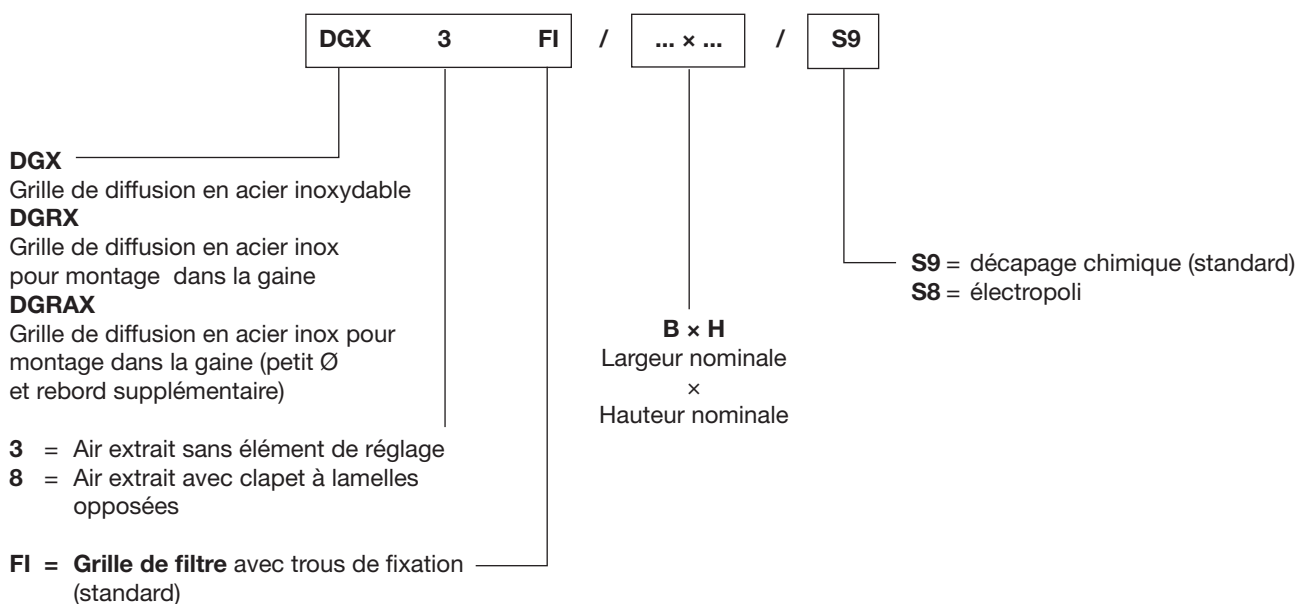 DGX 3 FI / ... × ... / S9
DGX
Grille de diffusion en acier inoxydable
DGRX
Grille de diffusion en acier inox
pour montage dans la gaine
DGRAX
Grille de diffusion en acier inox pour
montage dans la gaine (petit Ø
et rebord supplémentaire)
3 = Air extrait sans élément de réglage
8 = Air extrait avec clapet à lamelles
opposées
FI = Grille de filtre avec trous de fixation
(standard)
B × H
Largeur nominale
×
Hauteur nominale
S9 = décapage chimique (standard)
S8 = électropoli